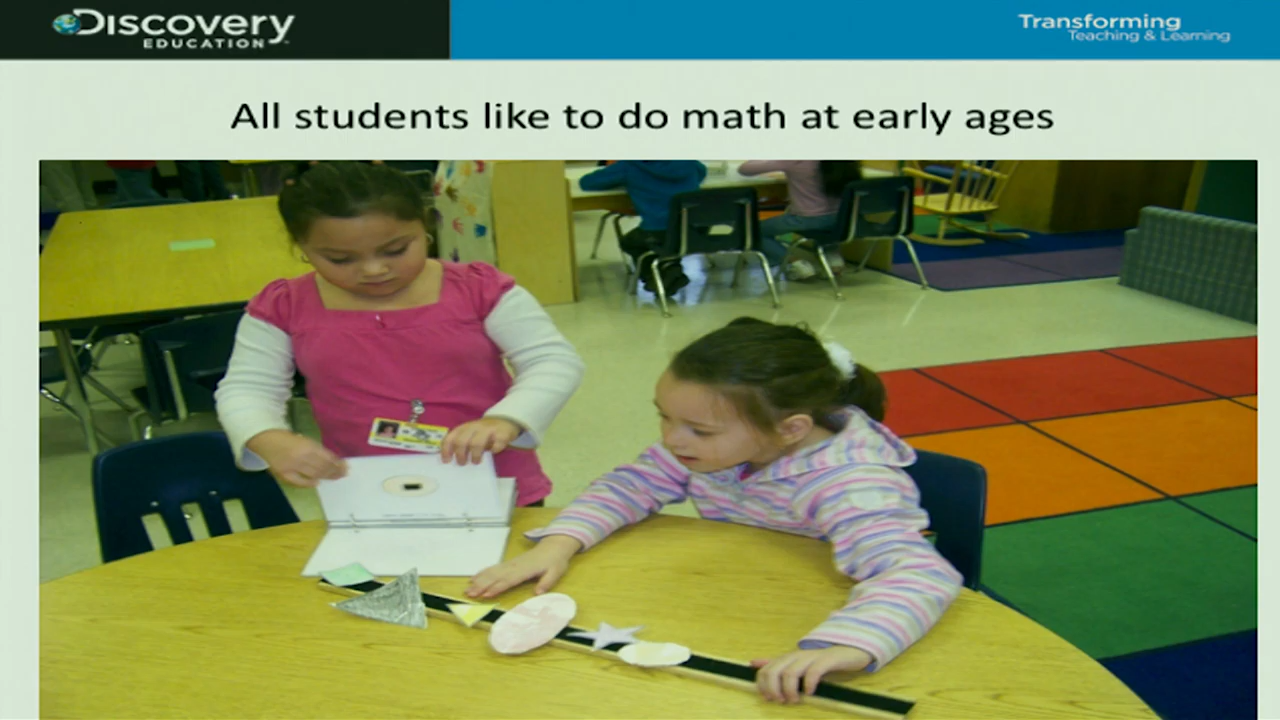 Discovery
EDUCATION
Transforming
Teaching & Learning
All students like to do math at early ages